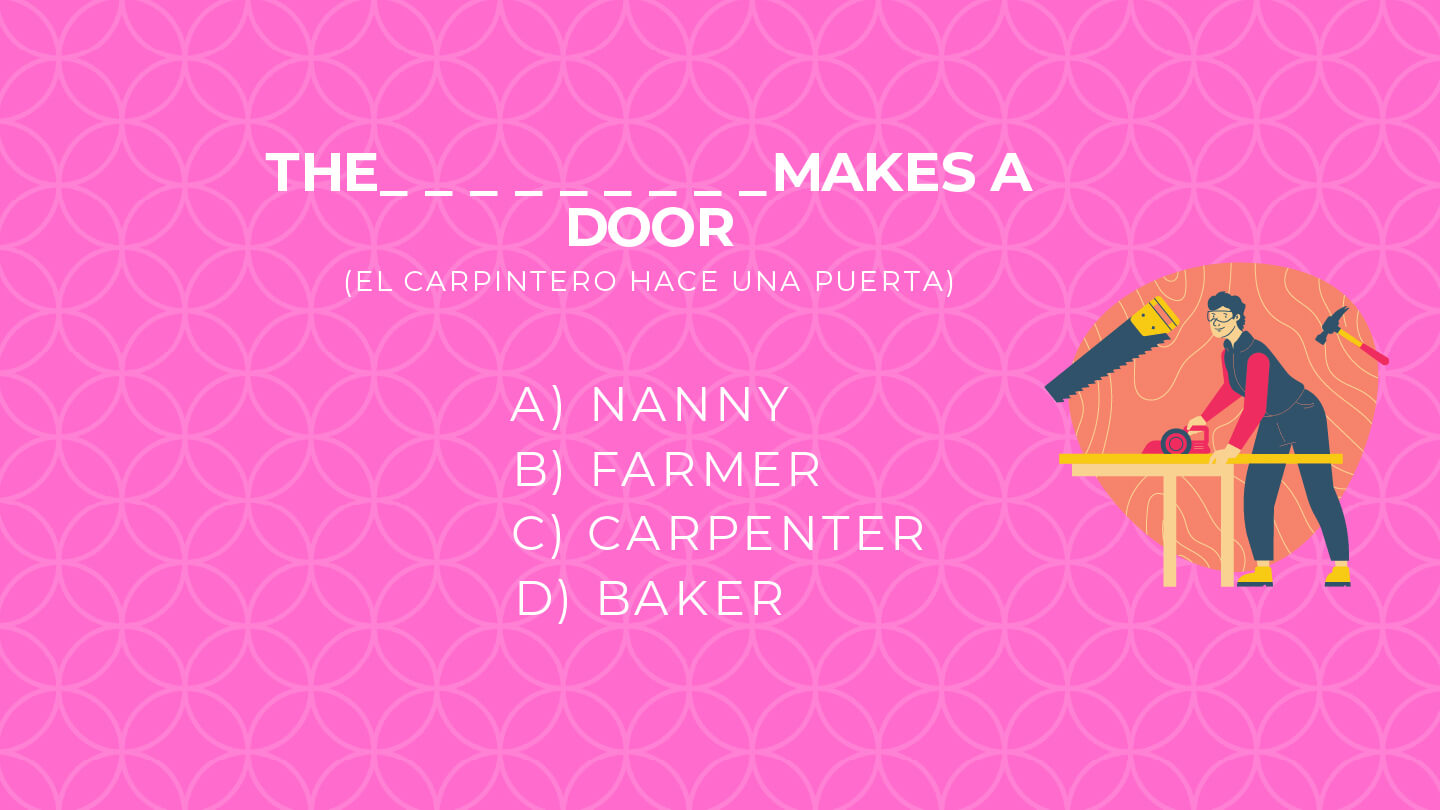 THE_ _ _ _ _ _ _ _ _MAKES A
DOOR
(EL CARPINTERO HACE UNA PUERTA)
A) NANNY
B) FARMER
C) CARPENTER
D) BAKER